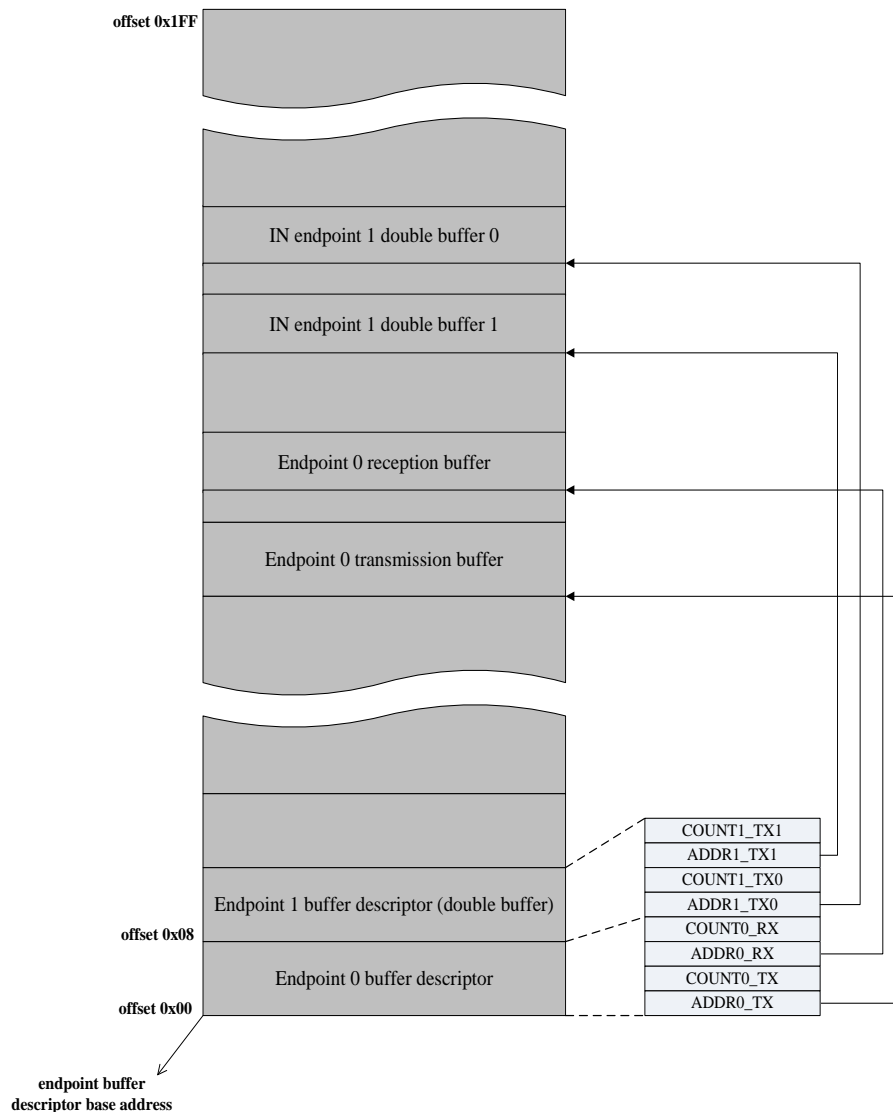 offset 0x1FF
IN endpoint 1 double buffer 0
IN endpoint 1 double buffer 1
Endpoint 0 reception buffer
Endpoint 0 transmission buffer
COUNT1_TX1
ADDR1_TX1
COUNT1_TX0
Endpoint 1 buffer descriptor (double buffer)
ADDR1_TX0
COUNT0_RX
offset 0x08
ADDR0_RX
Endpoint 0 buffer descriptor
COUNT0_TX
ADDR0_TX
offset 0x00
endpoint buffer
descriptor base address